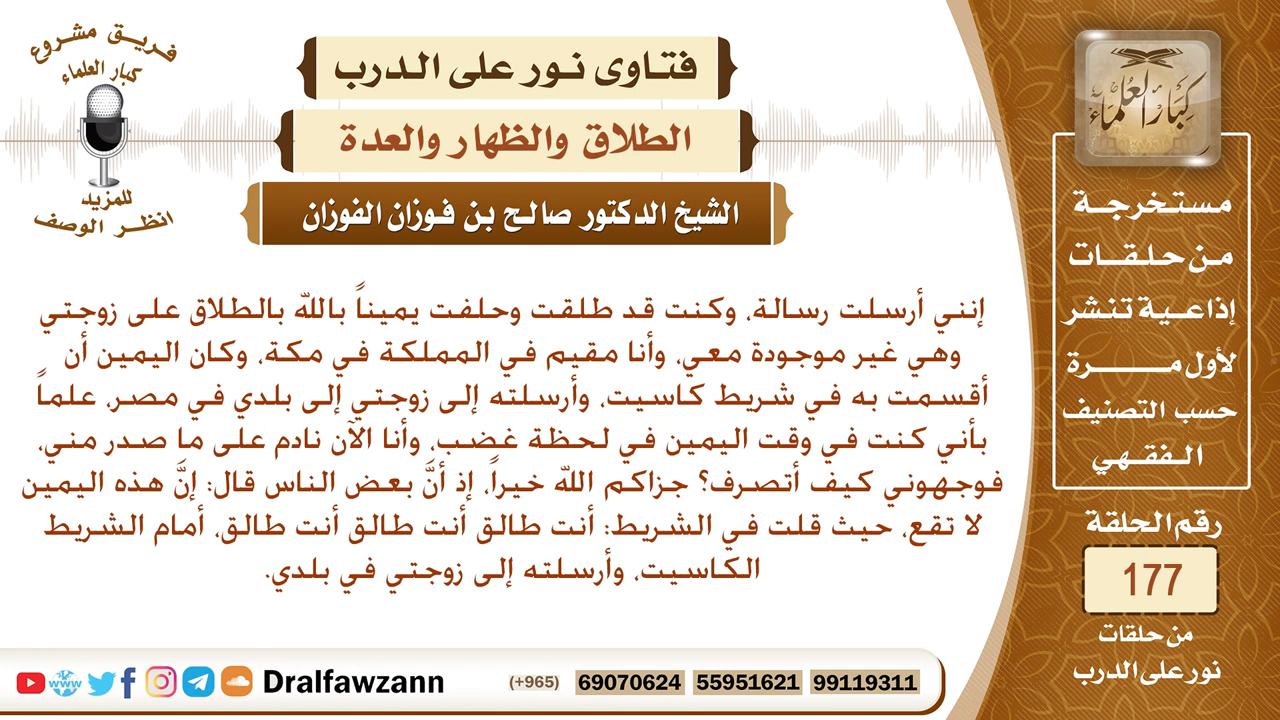 فريق مشروع
كبار العلماء
للمزيد
انظر الوصف
فتاوى نور على الدرب
الطلاق والظهار والعدة
الشيخ الدكتور صالح بن فوزان الفوزان
كبار العلماء
مستخرجة
من حلقات
إذاعية تنشر
لأول مرة
حسب التصنيف
الفقهي
رقم الحلقة
177
من حلقات
نور على الدرب
إنني أرسلت رسالة، وكنت قد طلقت وحلفت يميناً بالله بالطلاق على زوجتي
وهي غير موجودة معي، وأنا مقيم في المملكة في مكة، وكان اليمين أن
أقسمت به في شريط كاسيت، وأرسلته إلى زوجتي إلى بلدي في مصر، علماً
بأني كنت في وقت اليمين في لحظة غضب، وأنا الآن نادم على ما صدر مني،
فوجهوني كيف أتصرف؟ جزاكم الله خيراً، إذ أنَّ بعض الناس قال: إنَّ هذه اليمين
لا تقع، حيث قلت في الشريط: أنت طالق أنت طالق أنت طالق، أمام الشريط
الكاسيت، وأرسلته إلى زوجتي في بلدي.
www Dralfawzann (+965) 69070624 55951621 99119311